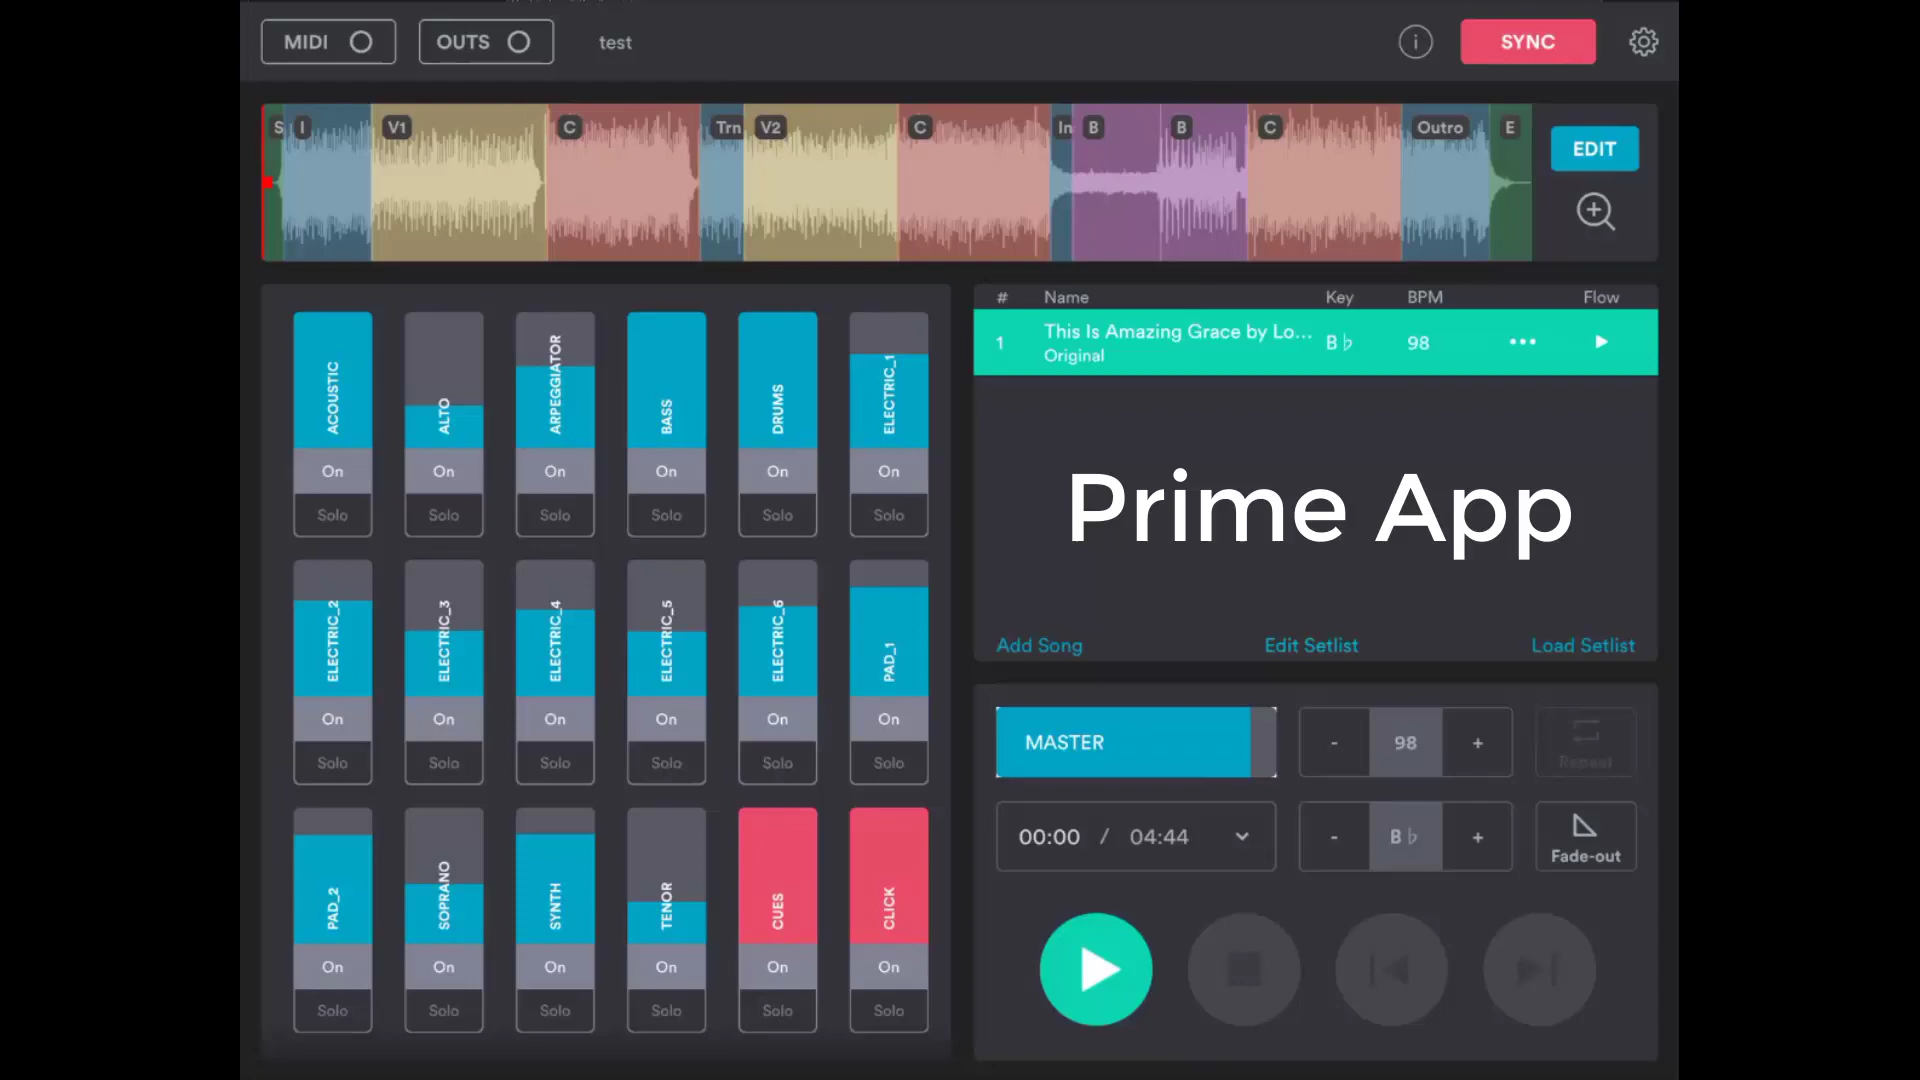 MIDI OUTS test SYNC
S I V1 C Trn V2 C In B B C Outro E EDIT
ACOUSTIC ALTO ARPEGGIATOR BASS DRUMS ELECTRIC_1
On On On On On On
Solo Solo Solo Solo Solo Solo
ELECTRIC_2 ELECTRIC_3 ELECTRIC_4 ELECTRIC_5 ELECTRIC_6 PAD_1
On On On On On On
Solo Solo Solo Solo Solo Solo
PAD_2 SOPRANO SYNTH TENOR CUES CLICK
On On On On On On
Solo Solo Solo Solo Solo Solo
# Name Key BPM Flow
1 This Is Amazing Grace by Lo... B♭ 98 •••
Original
Prime App
Add Song Edit Setlist Load Setlist
MASTER - 98 + Repeat
00:00 / 04:44 - B♭ + Fade-out